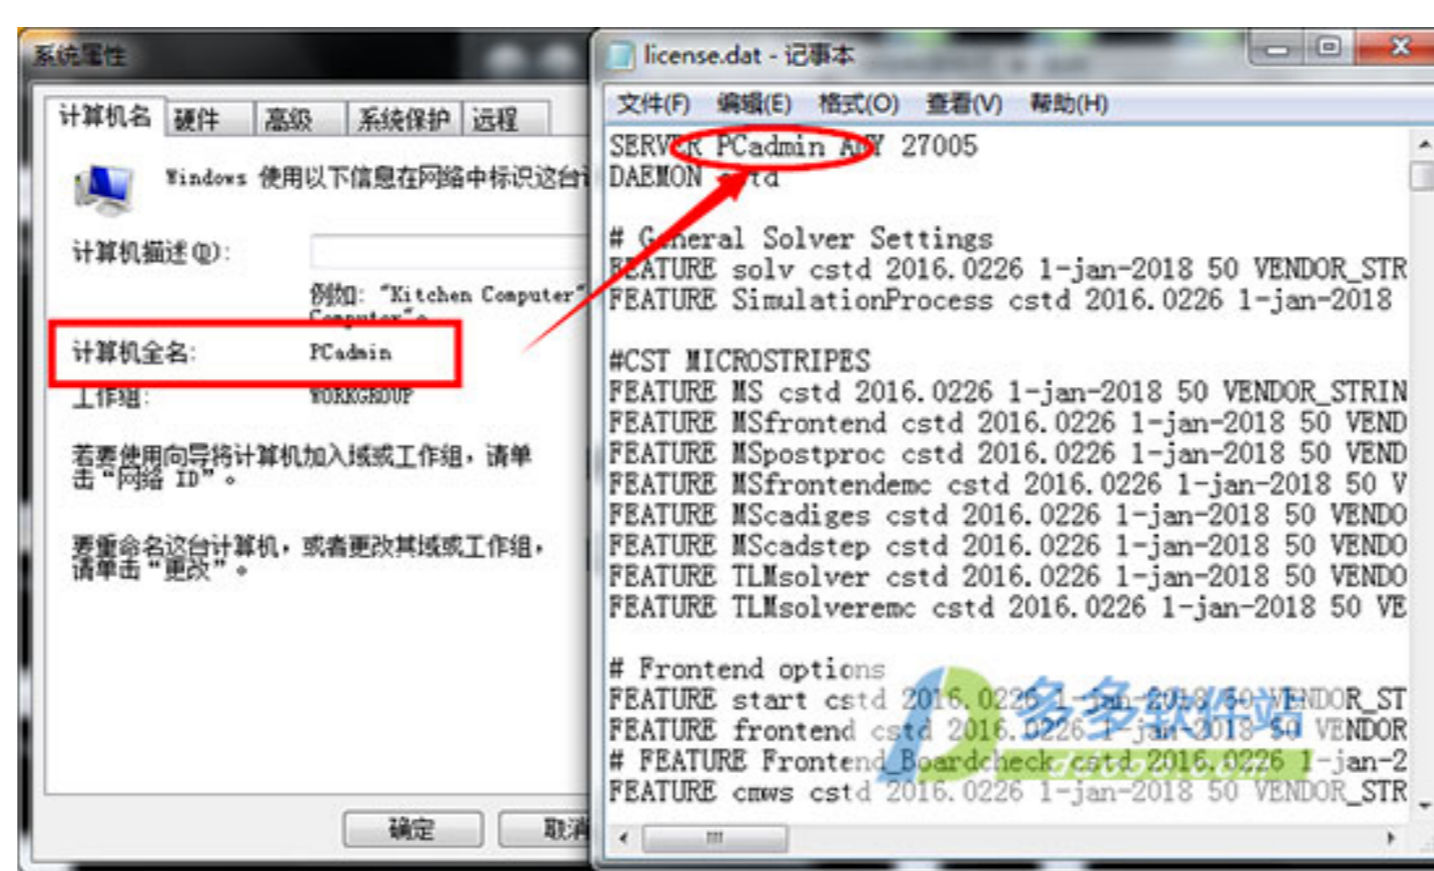 系统属性
计算机名 硬件 高级 系统保护 远程
Windows 使用以下信息在网络中标识这台
计算机描述(D):
例如: "Kitchen Computer"
Computer"。
计算机全名: PCadmin
工作组: WORKGROUP
若要使用向导将计算机加入域或工作组，请单
击“网络 ID”。
要重命名这台计算机，或者更改其域或工作组，
请单击“更改”。
确定 取消
license.dat - 记事本
文件(F) 编辑(E) 格式(O) 查看(V) 帮助(H)
SERVER PCadmin ANY 27005
DAEMON cstd
# General Solver Settings
FEATURE solv cstd 2016.0226 1-jan-2018 50 VENDOR_STR
FEATURE SimulationProcess cstd 2016.0226 1-jan-2018
#CST MICROSTRIPES
FEATURE MS cstd 2016.0226 1-jan-2018 50 VENDOR_STRIN
FEATURE MSfrontend cstd 2016.0226 1-jan-2018 50 VEND
FEATURE MSpostproc cstd 2016.0226 1-jan-2018 50 VEND
FEATURE MSfrontendemc cstd 2016.0226 1-jan-2018 50 V
FEATURE MScadiges cstd 2016.0226 1-jan-2018 50 VENDO
FEATURE MScadstep cstd 2016.0226 1-jan-2018 50 VENDO
FEATURE TLMsolver cstd 2016.0226 1-jan-2018 50 VENDO
FEATURE TLMsolveremc cstd 2016.0226 1-jan-2018 50 VE
# Frontend options
FEATURE start cstd 2016.0226 1-jan-2018 50 VENDOR_ST
FEATURE frontend cstd 2016.0226 1-jan-2018 50 VENDOR
# FEATURE Frontend_Boardcheck cstd 2016.0226 1-jan-2
FEATURE cmws cstd 2016.0226 1-jan-2018 50 VENDOR_STR
多多软件站